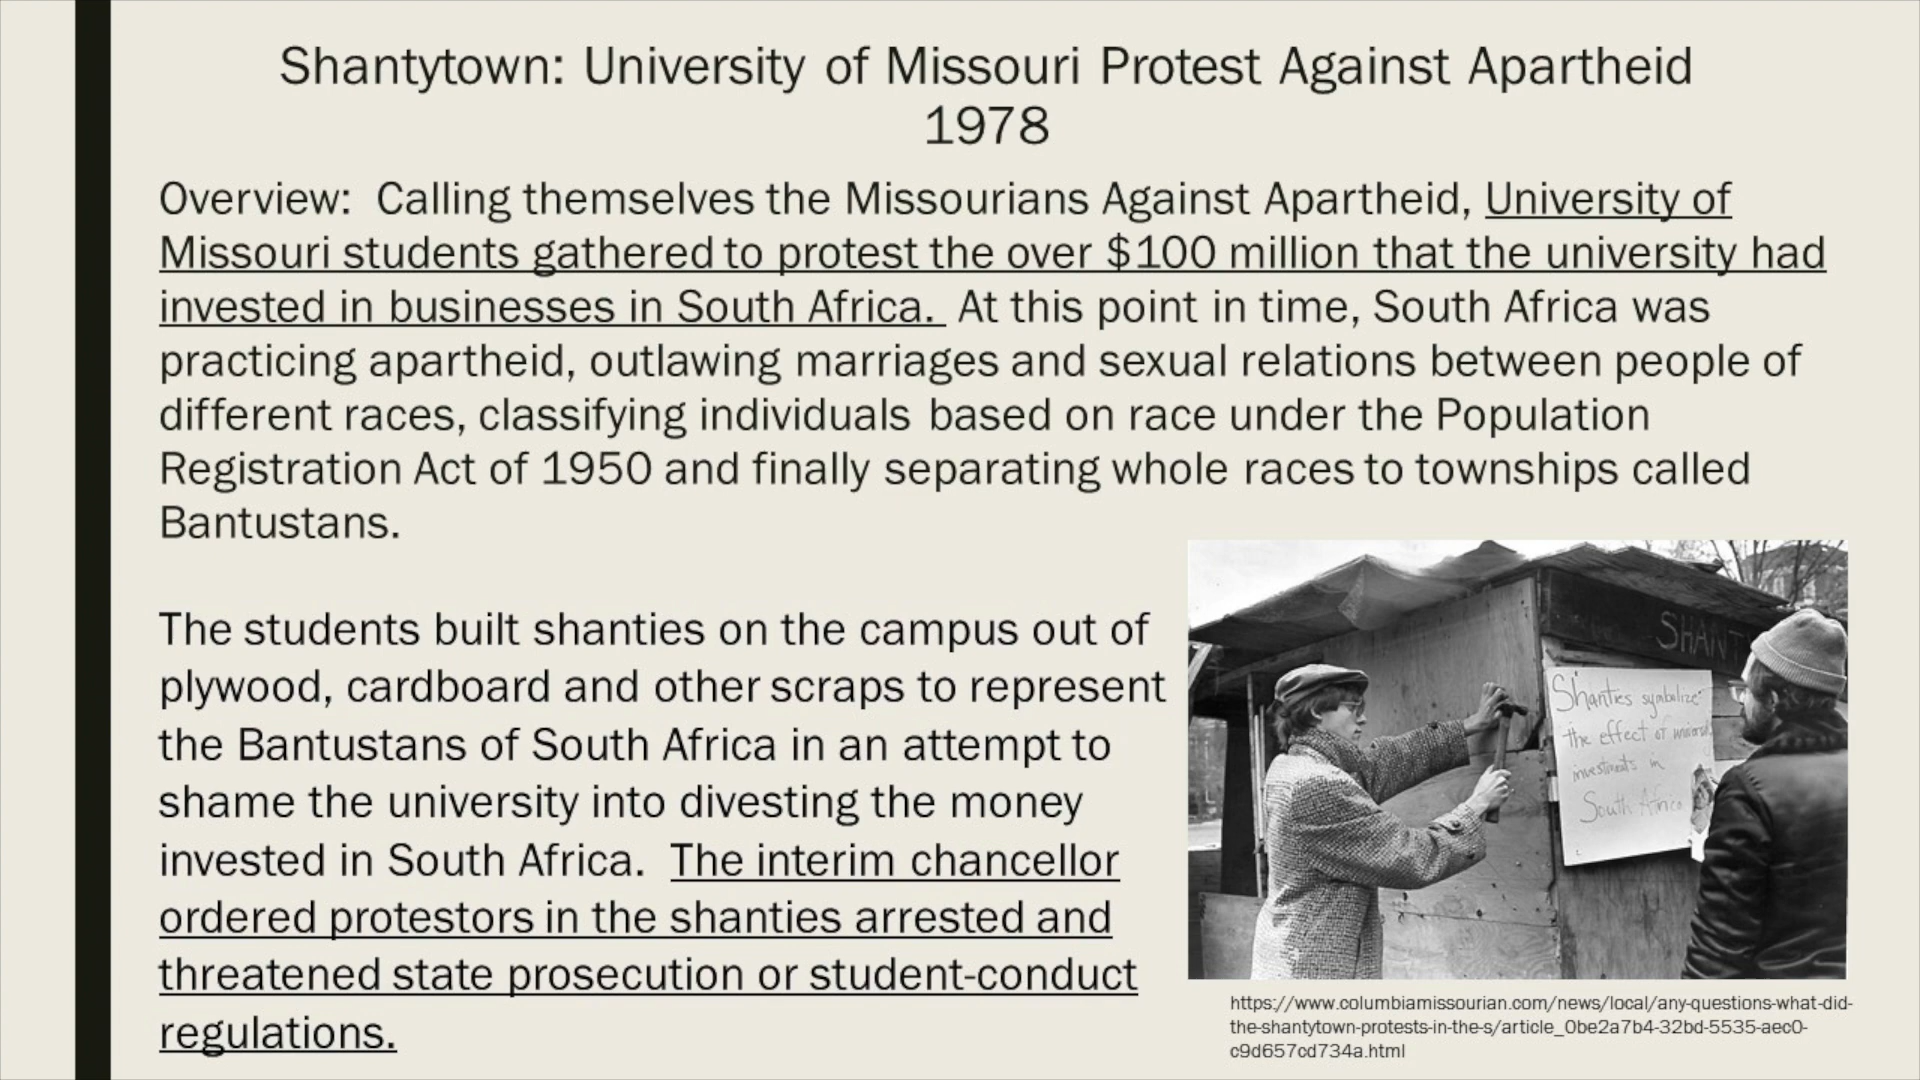 Shantytown: University of Missouri Protest Against Apartheid
1978
Overview: Calling themselves the Missourians Against Apartheid, University of
Missouri students gathered to protest the over $100 million that the university had
invested in businesses in South Africa. At this point in time, South Africa was
practicing apartheid, outlawing marriages and sexual relations between people of
different races, classifying individuals based on race under the Population
Registration Act of 1950 and finally separating whole races to townships called
Bantustans.
The students built shanties on the campus out of
plywood, cardboard and other scraps to represent
the Bantustans of South Africa in an attempt to
shame the university into divesting the money
invested in South Africa. The interim chancellor
ordered protestors in the shanties arrested and
threatened state prosecution or student-conduct
regulations.
SHANT
Shanties symbolize
the effect of
investments in
South Africa
https://www.columbiamissourian.com/news/local/any-questions-what-did-
the-shantytown-protests-in-the-s/article_0be2a7b4-32bd-5535-aec0-
c9d657cd734a.html